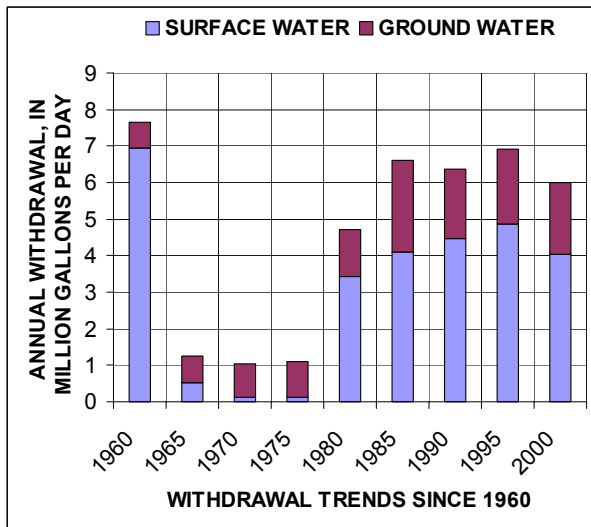 SURFACE WATER GROUND WATER
ANNUAL WITHDRAWAL, IN
MILLION GALLONS PER DAY
9
8
7
6
5
4
3
2
1
0
1960 1965 1970 1975 1980 1985 1990 1995 2000
WITHDRAWAL TRENDS SINCE 1960